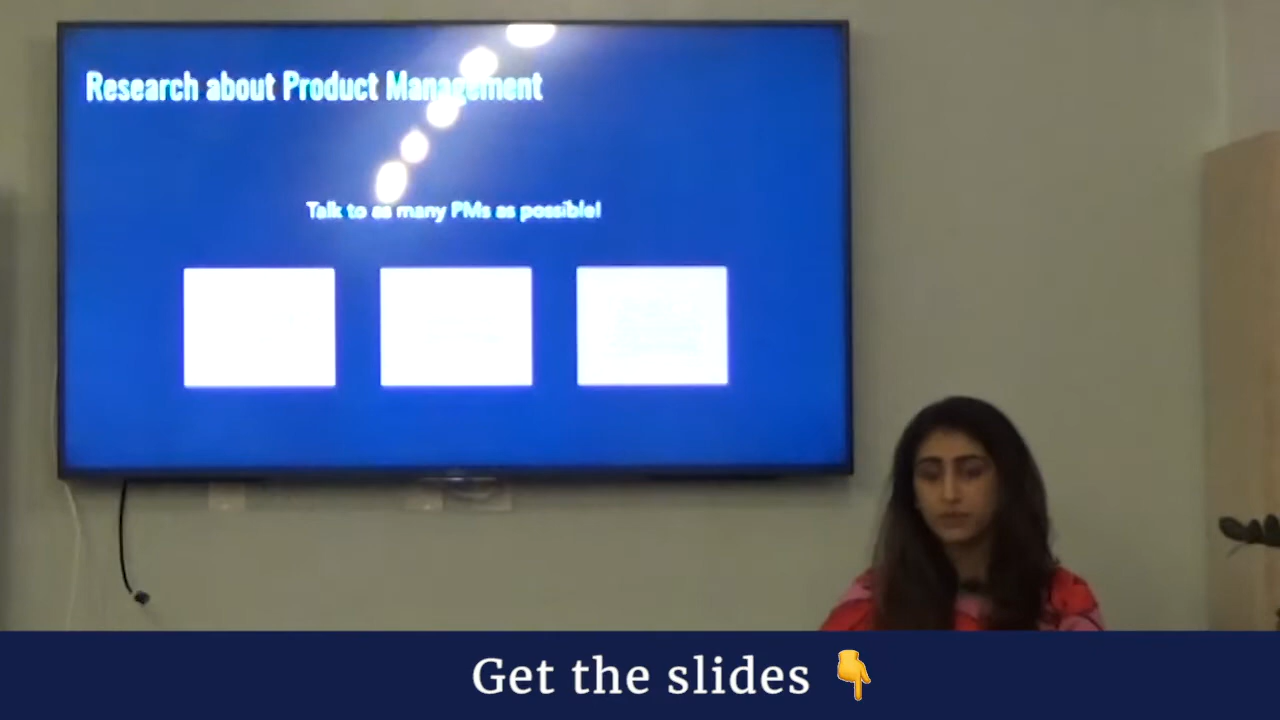 Research about Product Management
Talk to as many PMs as possible!
Get the slides 👇